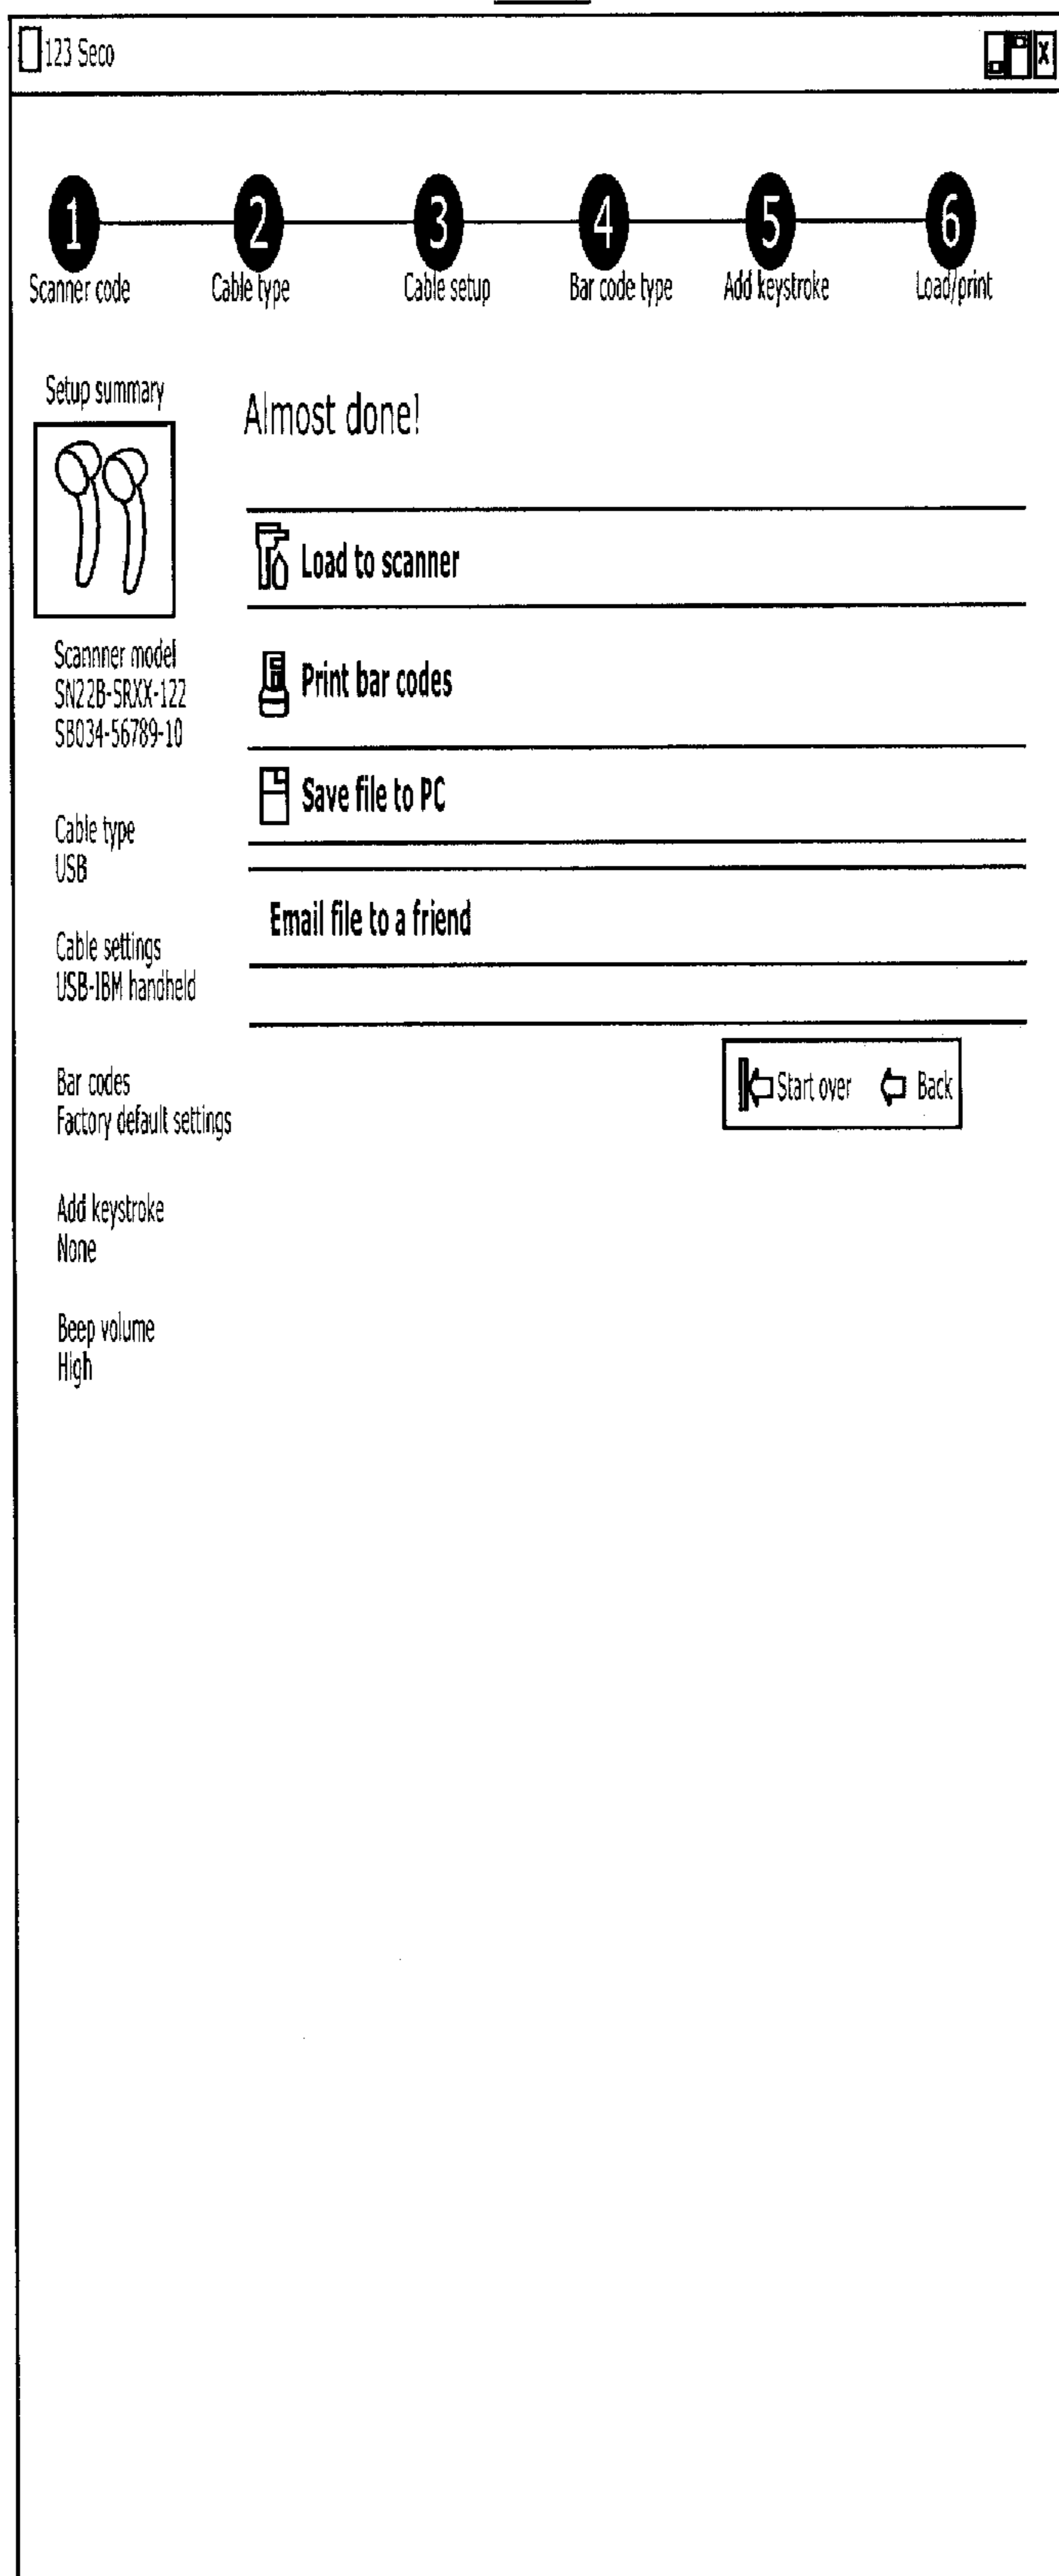 123 Seco
X
1 2 3 4 5 6
Scanner code Cable type Cable setup Bar code type Add keystroke Load/print
Setup summary
Almost done!
Load to scanner
Print bar codes
Save file to PC
Email file to a friend
Start over Back
Scannner model
SN22B-SRXX-122
SB034-56789-10
Cable type
USB
Cable settings
USB-IBM handheld
Bar codes
Factory default settings
Add keystroke
None
Beep volume
High